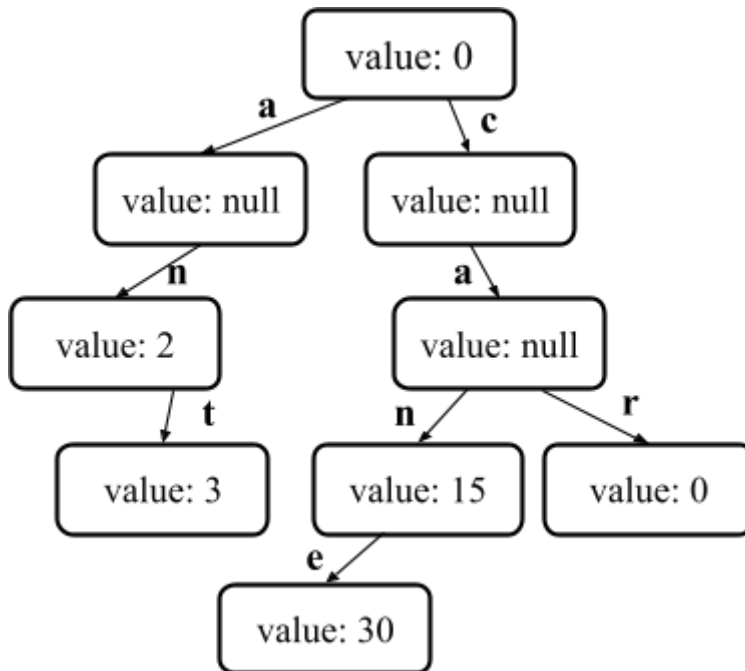 value: 0
a
c
value: null
value: null
n
a
value: 2
value: null
t
n
r
value: 3
value: 15
value: 0
e
value: 30